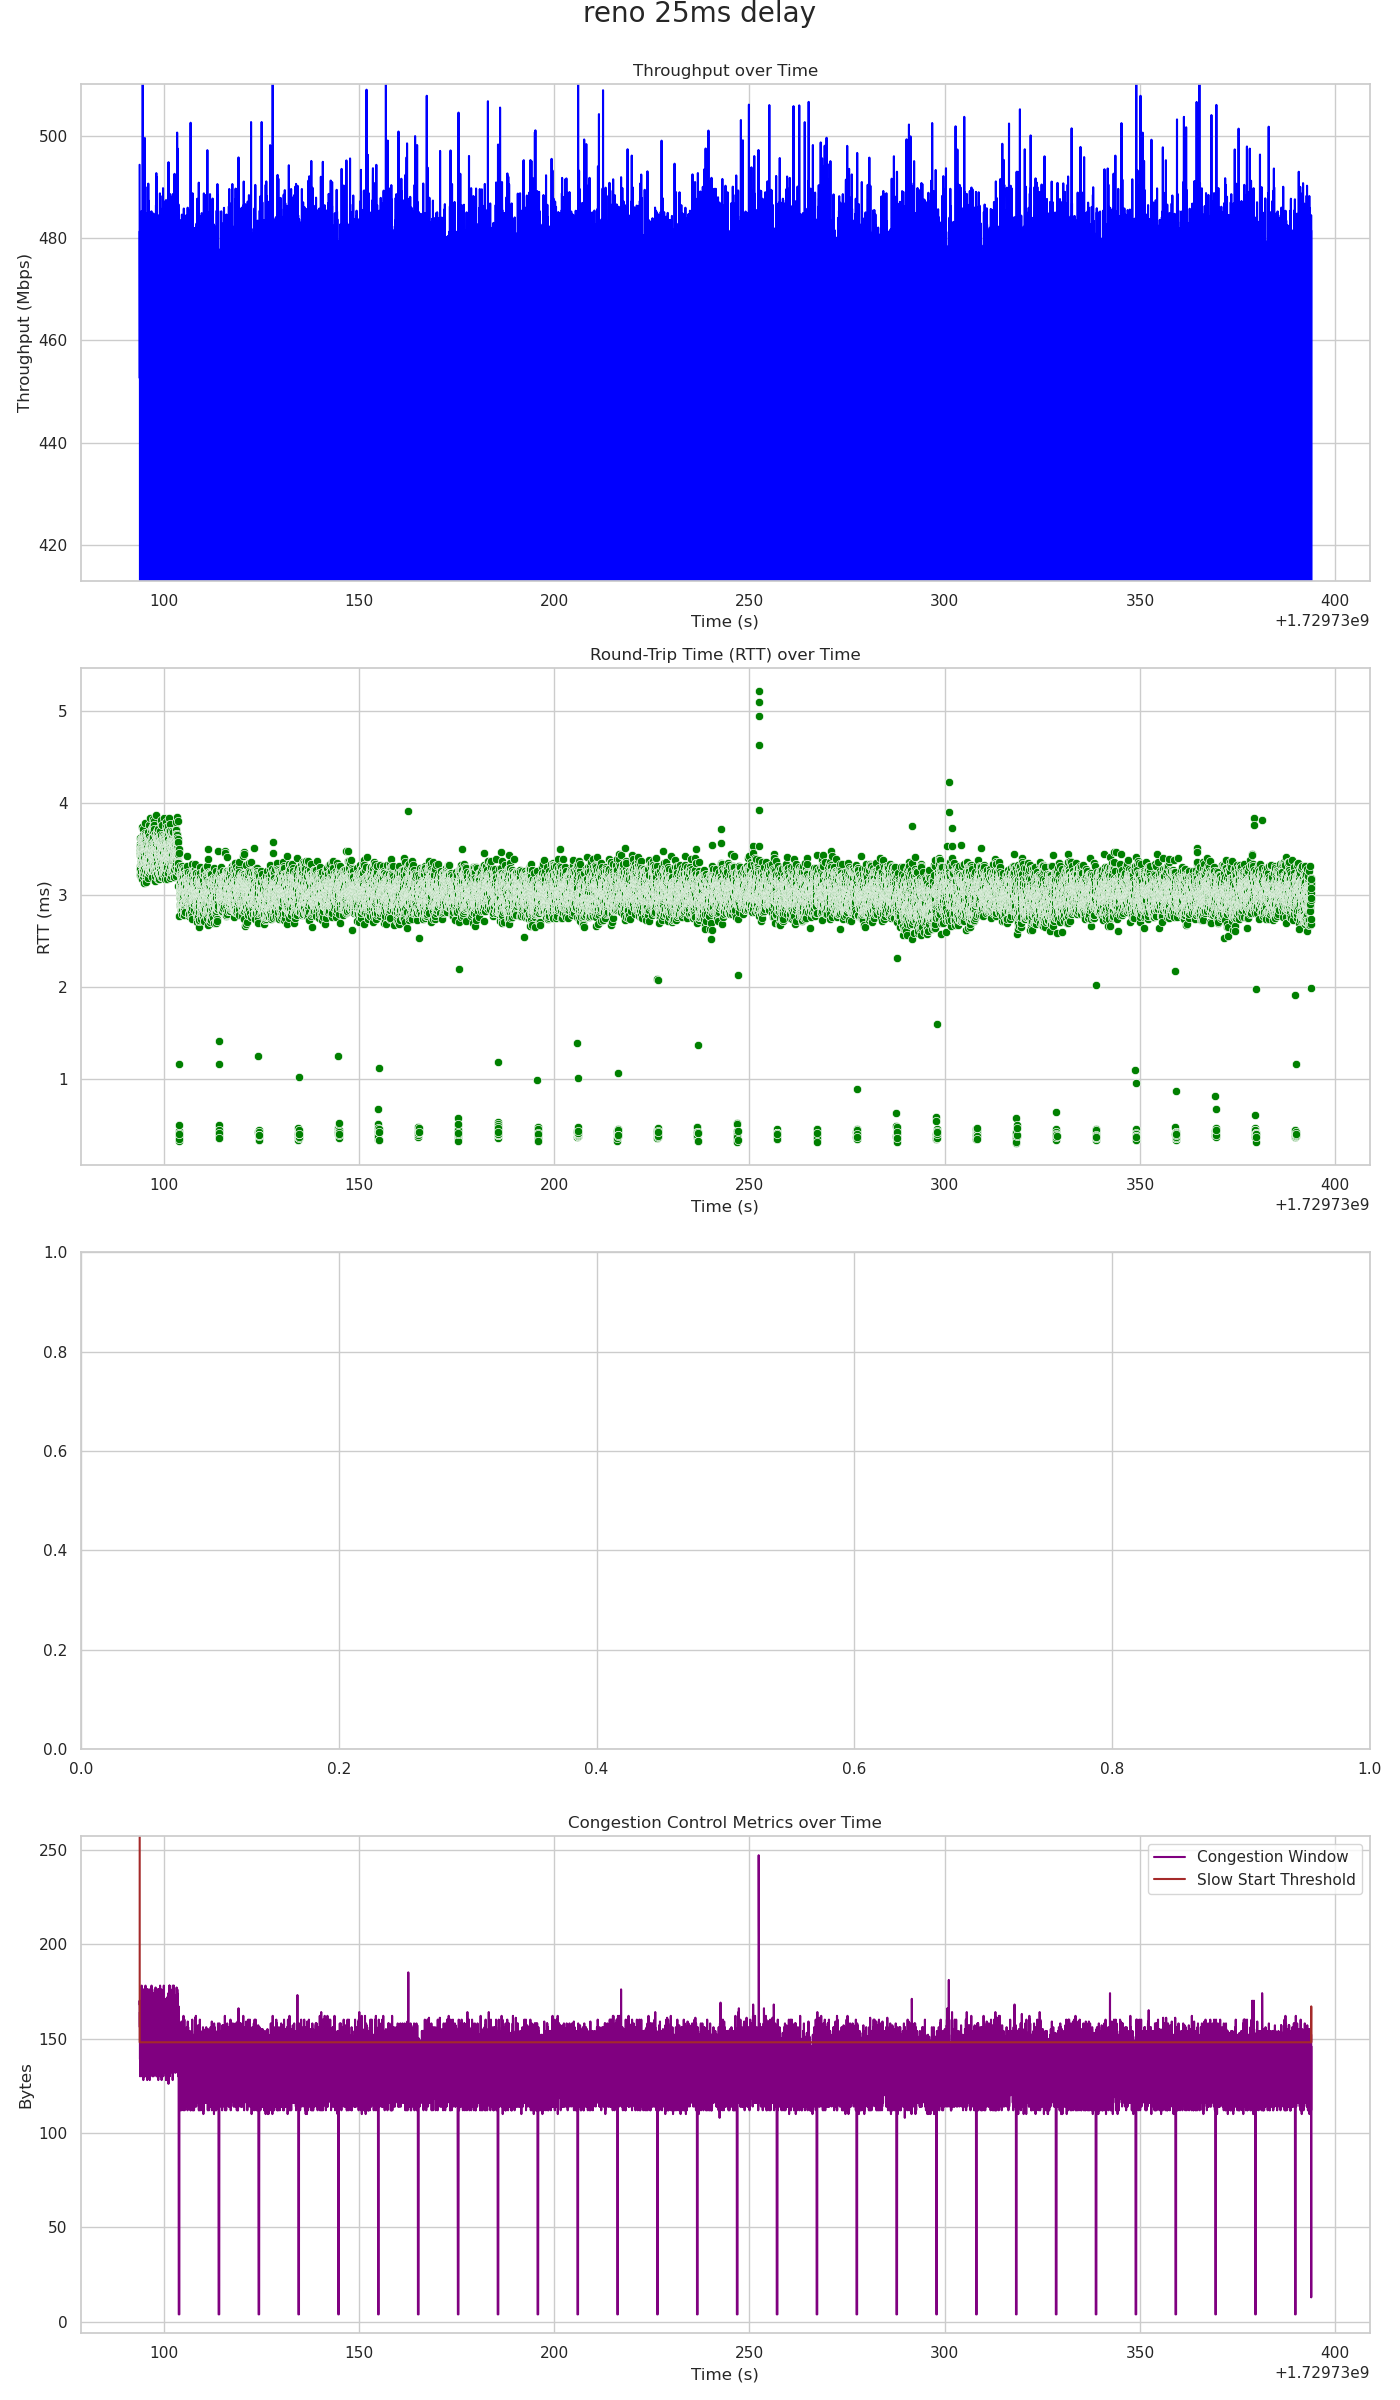 reno 25ms delay
Throughput over Time
500
480
460
440
420
Throughput (Mbps)
100 150 200 250 300 350 400
Time (s)
+1.72973e9
Round-Trip Time (RTT) over Time
5
4
3
2
1
RTT (ms)
100 150 200 250 300 350 400
Time (s)
+1.72973e9
1.0
0.8
0.6
0.4
0.2
0.0
0.0 0.2 0.4 0.6 0.8 1.0
Congestion Control Metrics over Time
Congestion Window
Slow Start Threshold
250
200
150
100
50
0
Bytes
100 150 200 250 300 350 400
Time (s)
+1.72973e9